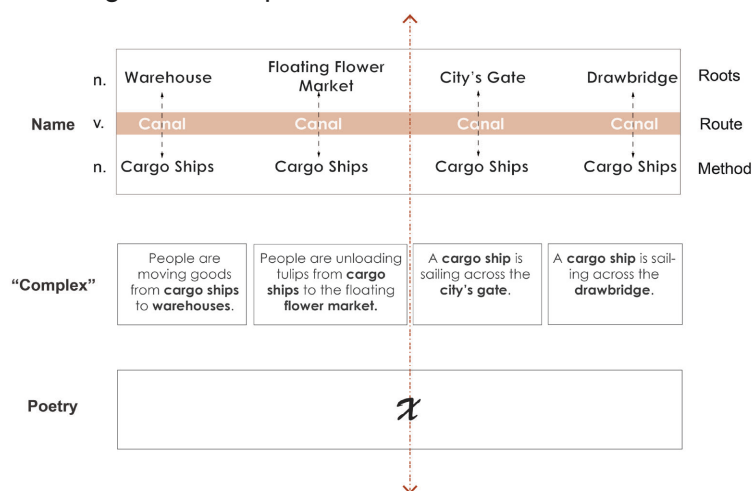 n. Warehouse Floating Flower Market City's Gate Drawbridge Roots
Name v. Canal Canal Canal Canal Route
n. Cargo Ships Cargo Ships Cargo Ships Cargo Ships Method
"Complex"
People are
moving goods
from cargo ships
to warehouses.
People are unloading
tulips from cargo
ships to the floating
flower market.
A cargo ship is
sailing across the
city's gate.
A cargo ship is sail-
ing across the
drawbridge.
Poetry
x